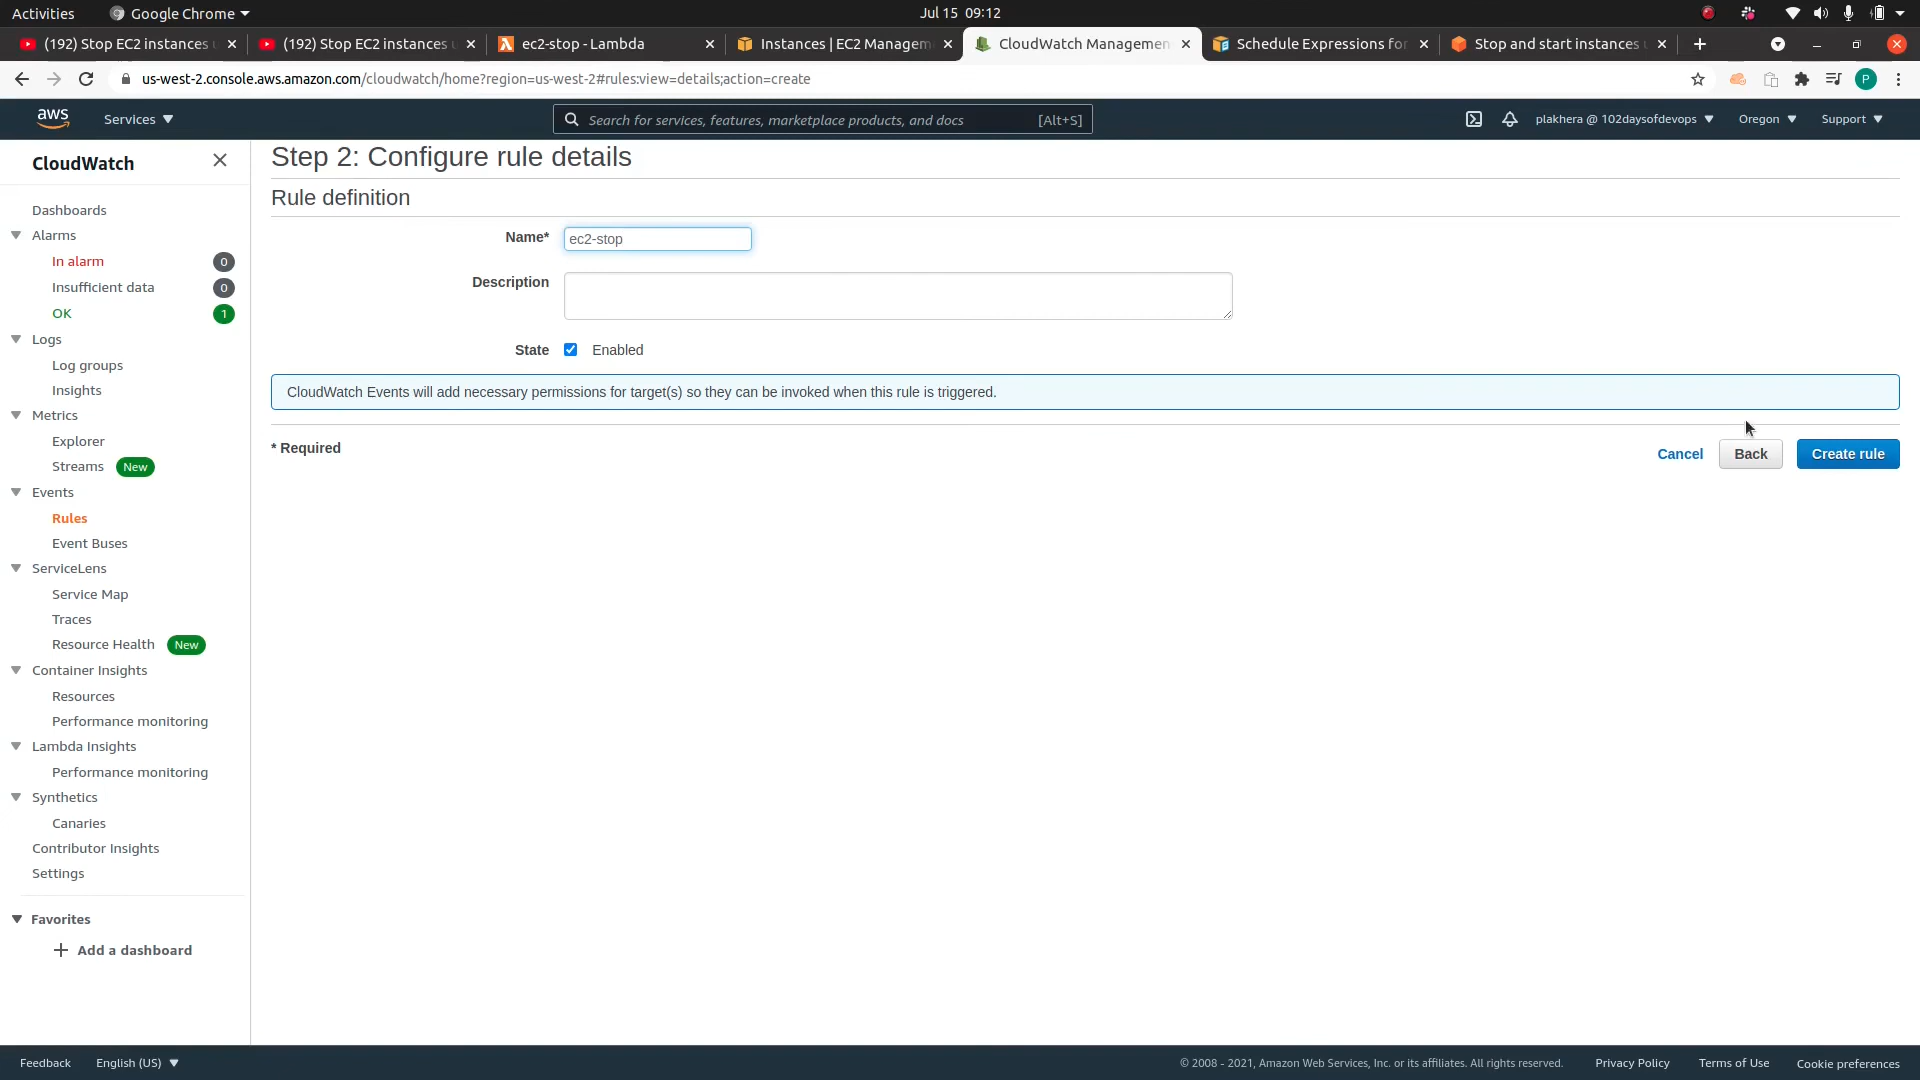 Activities
Google Chrome
Jul 15 09:12
(192) Stop EC2 instances u
(192) Stop EC2 instances u
ec2-stop - Lambda
Instances | EC2 Managem
CloudWatch Managemen
Schedule Expressions for
Stop and start instances
us-west-2.console.aws.amazon.com/cloudwatch/home?region=us-west-2#rules:view=details;action=create
P
aws
Services
Search for services, features, marketplace products, and docs
[Alt+S]
plakhera @ 102daysofdevops
Oregon
Support
CloudWatch
Dashboards
Alarms
In alarm 0
Insufficient data 0
OK 1
Logs
Log groups
Insights
Metrics
Explorer
Streams New
Events
Rules
Event Buses
ServiceLens
Service Map
Traces
Resource Health New
Container Insights
Resources
Performance monitoring
Lambda Insights
Performance monitoring
Synthetics
Canaries
Contributor Insights
Settings
Favorites
Add a dashboard
Step 2: Configure rule details
Rule definition
Name* ec2-stop
Description
State Enabled
CloudWatch Events will add necessary permissions for target(s) so they can be invoked when this rule is triggered.
* Required
Cancel
Back
Create rule
Feedback
English (US)
© 2008 - 2021, Amazon Web Services, Inc. or its affiliates. All rights reserved.
Privacy Policy
Terms of Use
Cookie preferences